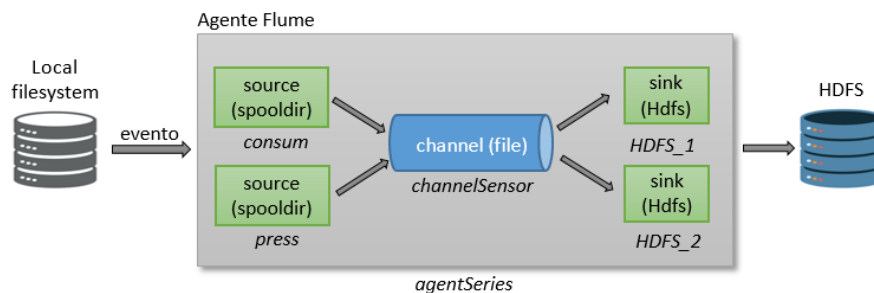 Agente Flume
Local
filesystem
evento
source
(spooldir)
consum
source
(spooldir)
press
channel (file)
channelSensor
sink
(Hdfs)
HDFS_1
sink
(Hdfs)
HDFS_2
HDFS
agentSeries